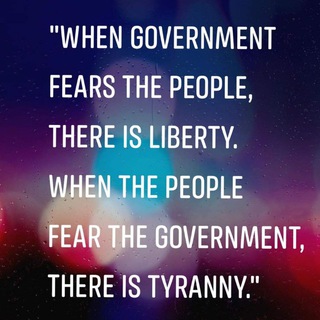 "WHEN GOVERNMENT
FEARS THE PEOPLE,
THERE IS LIBERTY.
WHEN THE PEOPLE
FEAR THE GOVERNMENT,
THERE IS TYRANNY."